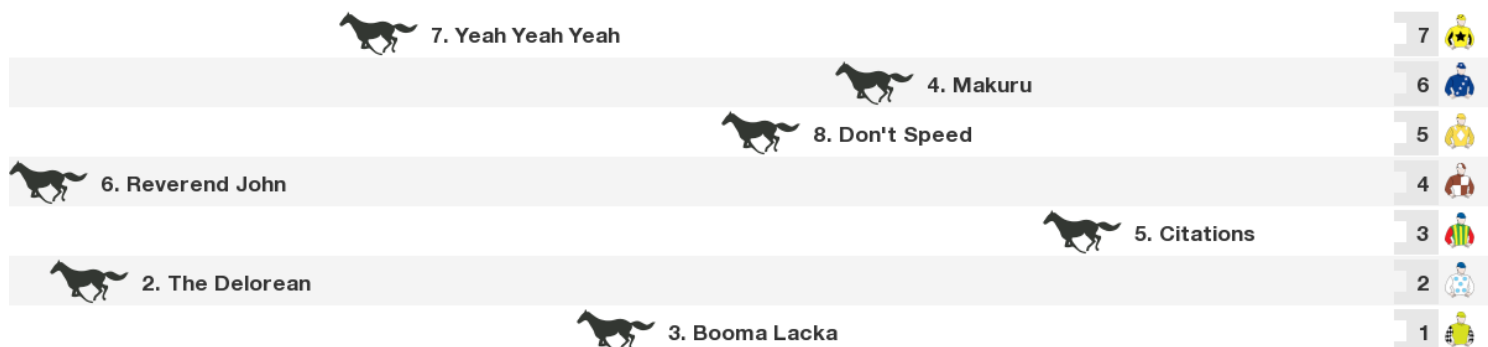 7. Yeah Yeah Yeah 7
4. Makuru 6
8. Don't Speed 5
6. Reverend John 4
5. Citations 3
2. The Delorean 2
3. Booma Lacka 1